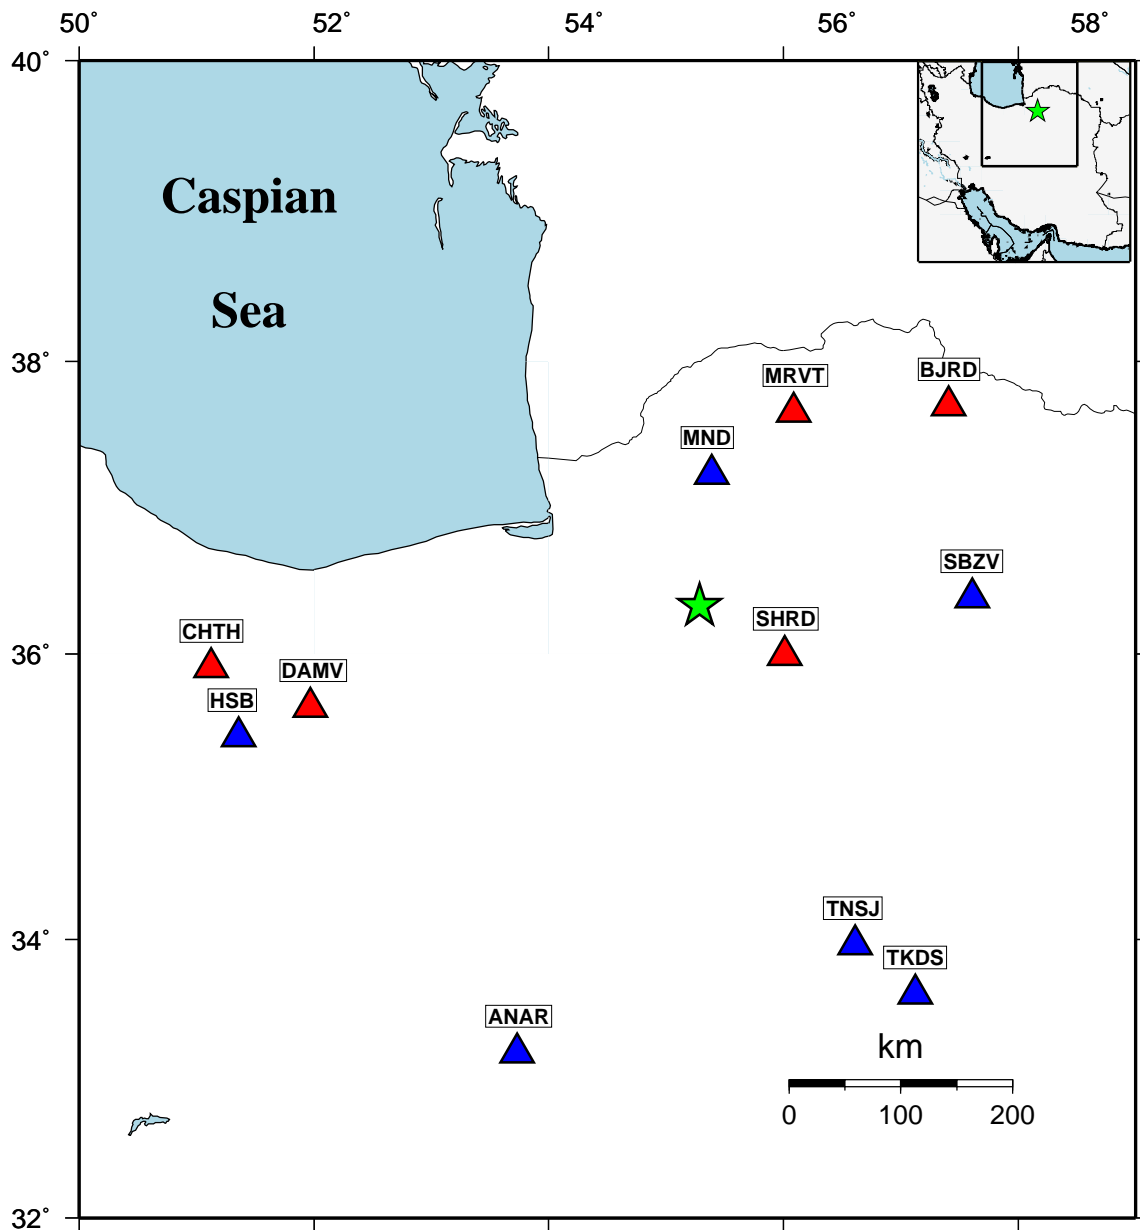 50˚ 52˚ 54˚ 56˚ 58˚
40˚
Caspian
Sea
38˚
MRVT
BJRD
MND
SBZV
SHRD
36˚
CHTH
DAMV
HSB
TNSJ
34˚
TKDS
ANAR
km
0 100 200
32˚